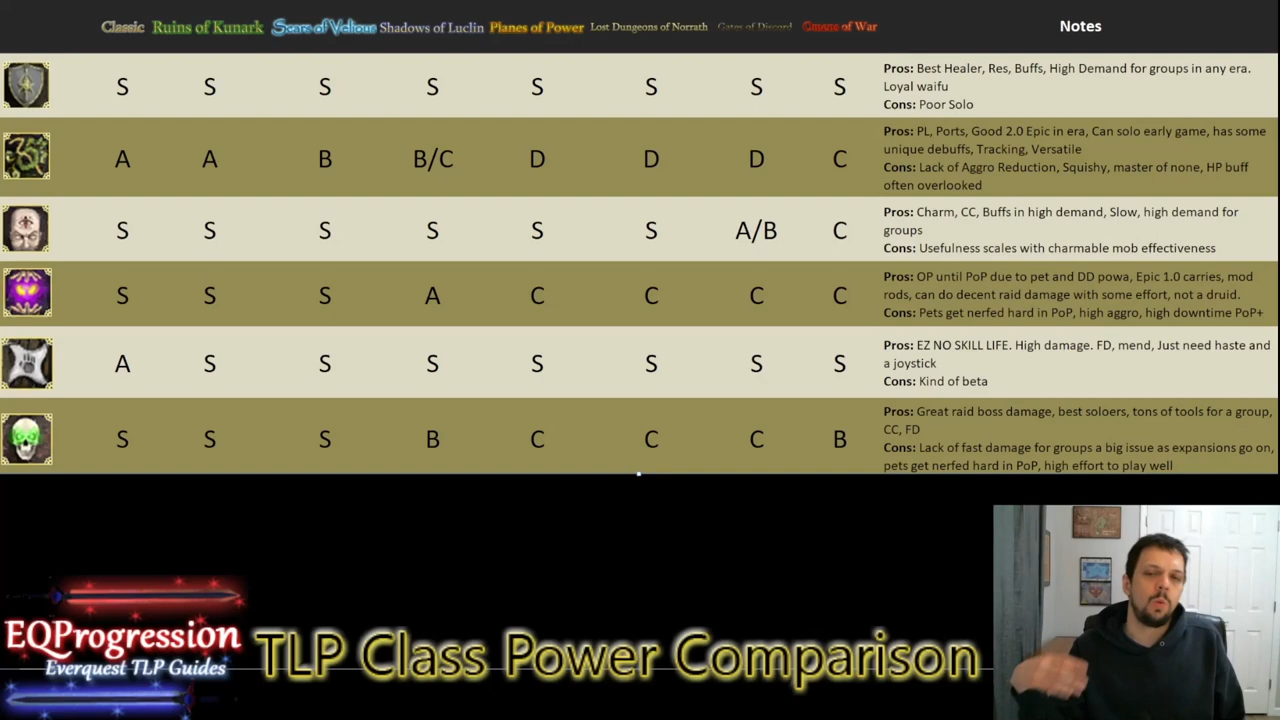 Classic Ruins of Kunark Scars of Velious Shadows of Luclin Planes of Power Lost Dungeons of Norrath Gates of Discord Omens of War Notes
S S S S S S S S
Pros: Best Healer, Res, Buffs, High Demand for groups in any era.
Loyal waifu
Cons: Poor Solo
A A B B/C D D D C
Pros: PL, Ports, Good 2.0 Epic in era, Can solo early game, has some
unique debuffs, Tracking, Versatile
Cons: Lack of Aggro Reduction, Squishy, master of none, HP buff
often overlooked
S S S S S S A/B C
Pros: Charm, CC, Buffs in high demand, Slow, high demand for
groups
Cons: Usefulness scales with charmable mob effectiveness
S S S A C C C C
Pros: OP until PoP due to pet and DD powa, Epic 1.0 carries, mod
rods, can do decent raid damage with some effort, not a druid.
Cons: Pets get nerfed hard in PoP, high aggro, high downtime PoP+
A S S S S S S S
Pros: EZ NO SKILL LIFE. High damage. FD, mend, Just need haste and
a joystick
Cons: Kind of beta
S S S B C C C B
Pros: Great raid boss damage, best soloers, tons of tools for a group,
CC, FD
Cons: Lack of fast damage for groups a big issue as expansions go on,
pets get nerfed hard in PoP, high effort to play well
EQProgression
Everquest TLP Guides
TLP Class Power Comparison